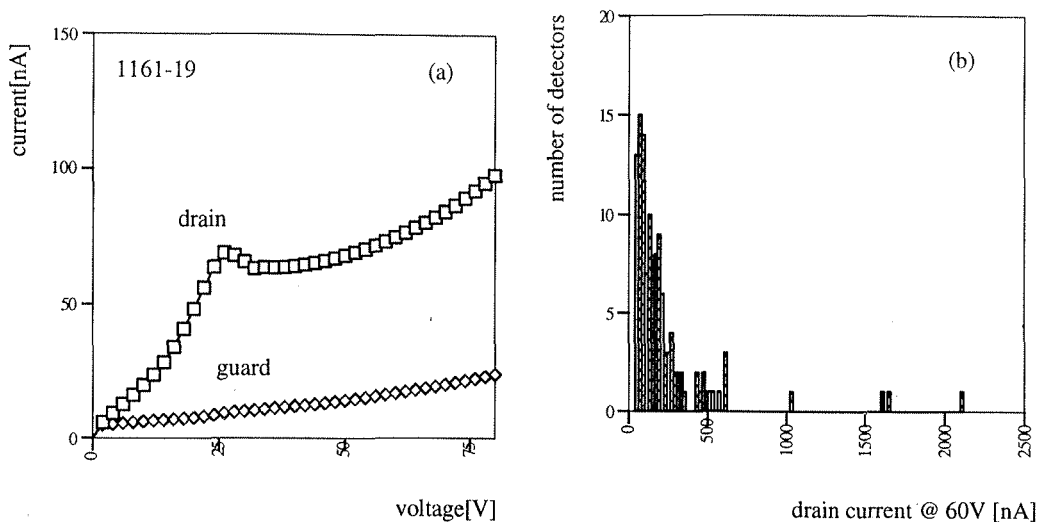 150
100
50
0
current[nA]
1161-19
(a)
drain
guard
0
25
50
75
voltage[V]
20
15
10
5
0
number of detectors
(b)
0
500
1000
1500
2000
2500
drain current @ 60V [nA]